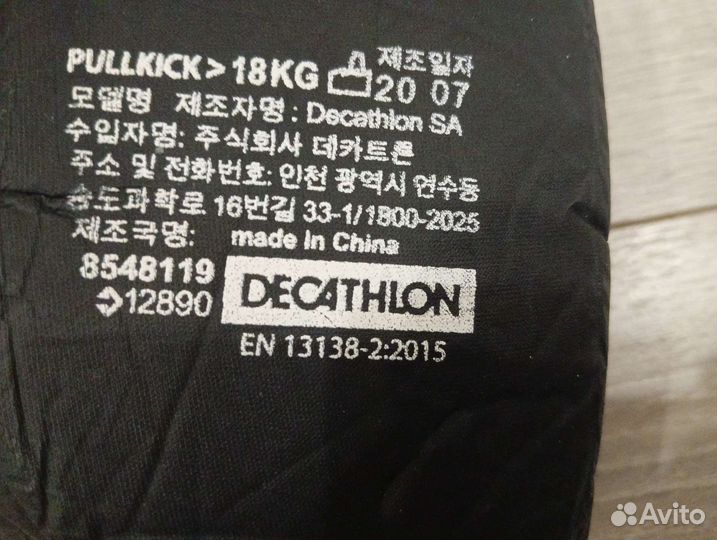 PULLKICK > 18KG 제조일자
20 07
모델명 제조자명 : Decathlon SA
수입자명: 주식회사 데카트론
주소 및 전화번호: 인천 광역시 연수동
송도과학로 16번길 33-1/1800-2025
제조국명: made in China
8548119
12890 DECATHLON
EN 13138-2:2015
Avito